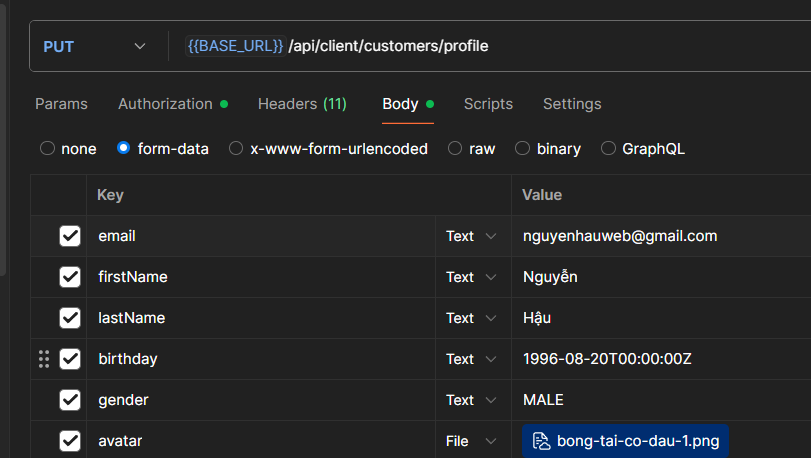 PUT {{BASE_URL}}/api/client/customers/profile
Params Authorization Headers (11) Body Scripts Settings
none form-data x-www-form-urlencoded raw binary GraphQL
Key Value
email Text nguyenhauweb@gmail.com
firstName Text Nguyễn
lastName Text Hậu
birthday Text 1996-08-20T00:00:00Z
gender Text MALE
avatar File bong-tai-co-dau-1.png